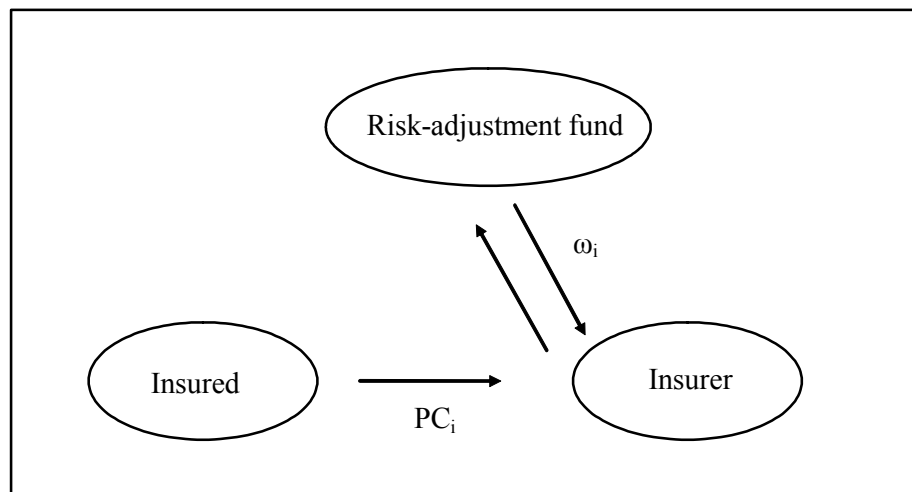 Risk-adjustment fund
ωi
Insured
Insurer
PCi